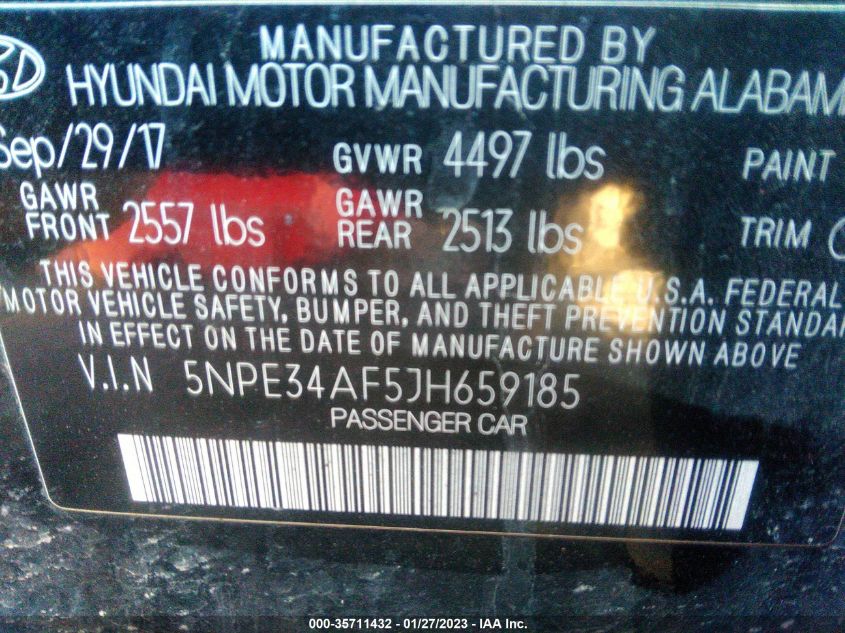 MANUFACTURED BY
HYUNDAI MOTOR MANUFACTURING ALABAM
Sep/29/17 GVWR 4497 lbs PAINT
GAWR FRONT 2557 lbs GAWR REAR 2513 lbs TRIM
THIS VEHICLE CONFORMS TO ALL APPLICABLE U.S.A. FEDERAL
MOTOR VEHICLE SAFETY, BUMPER, AND THEFT PREVENTION STANDA
IN EFFECT ON THE DATE OF MANUFACTURE SHOWN ABOVE
V.I.N 5NPE34AF5JH659185
PASSENGER CAR
000-35711432 - 01/27/2023 - IAA Inc.